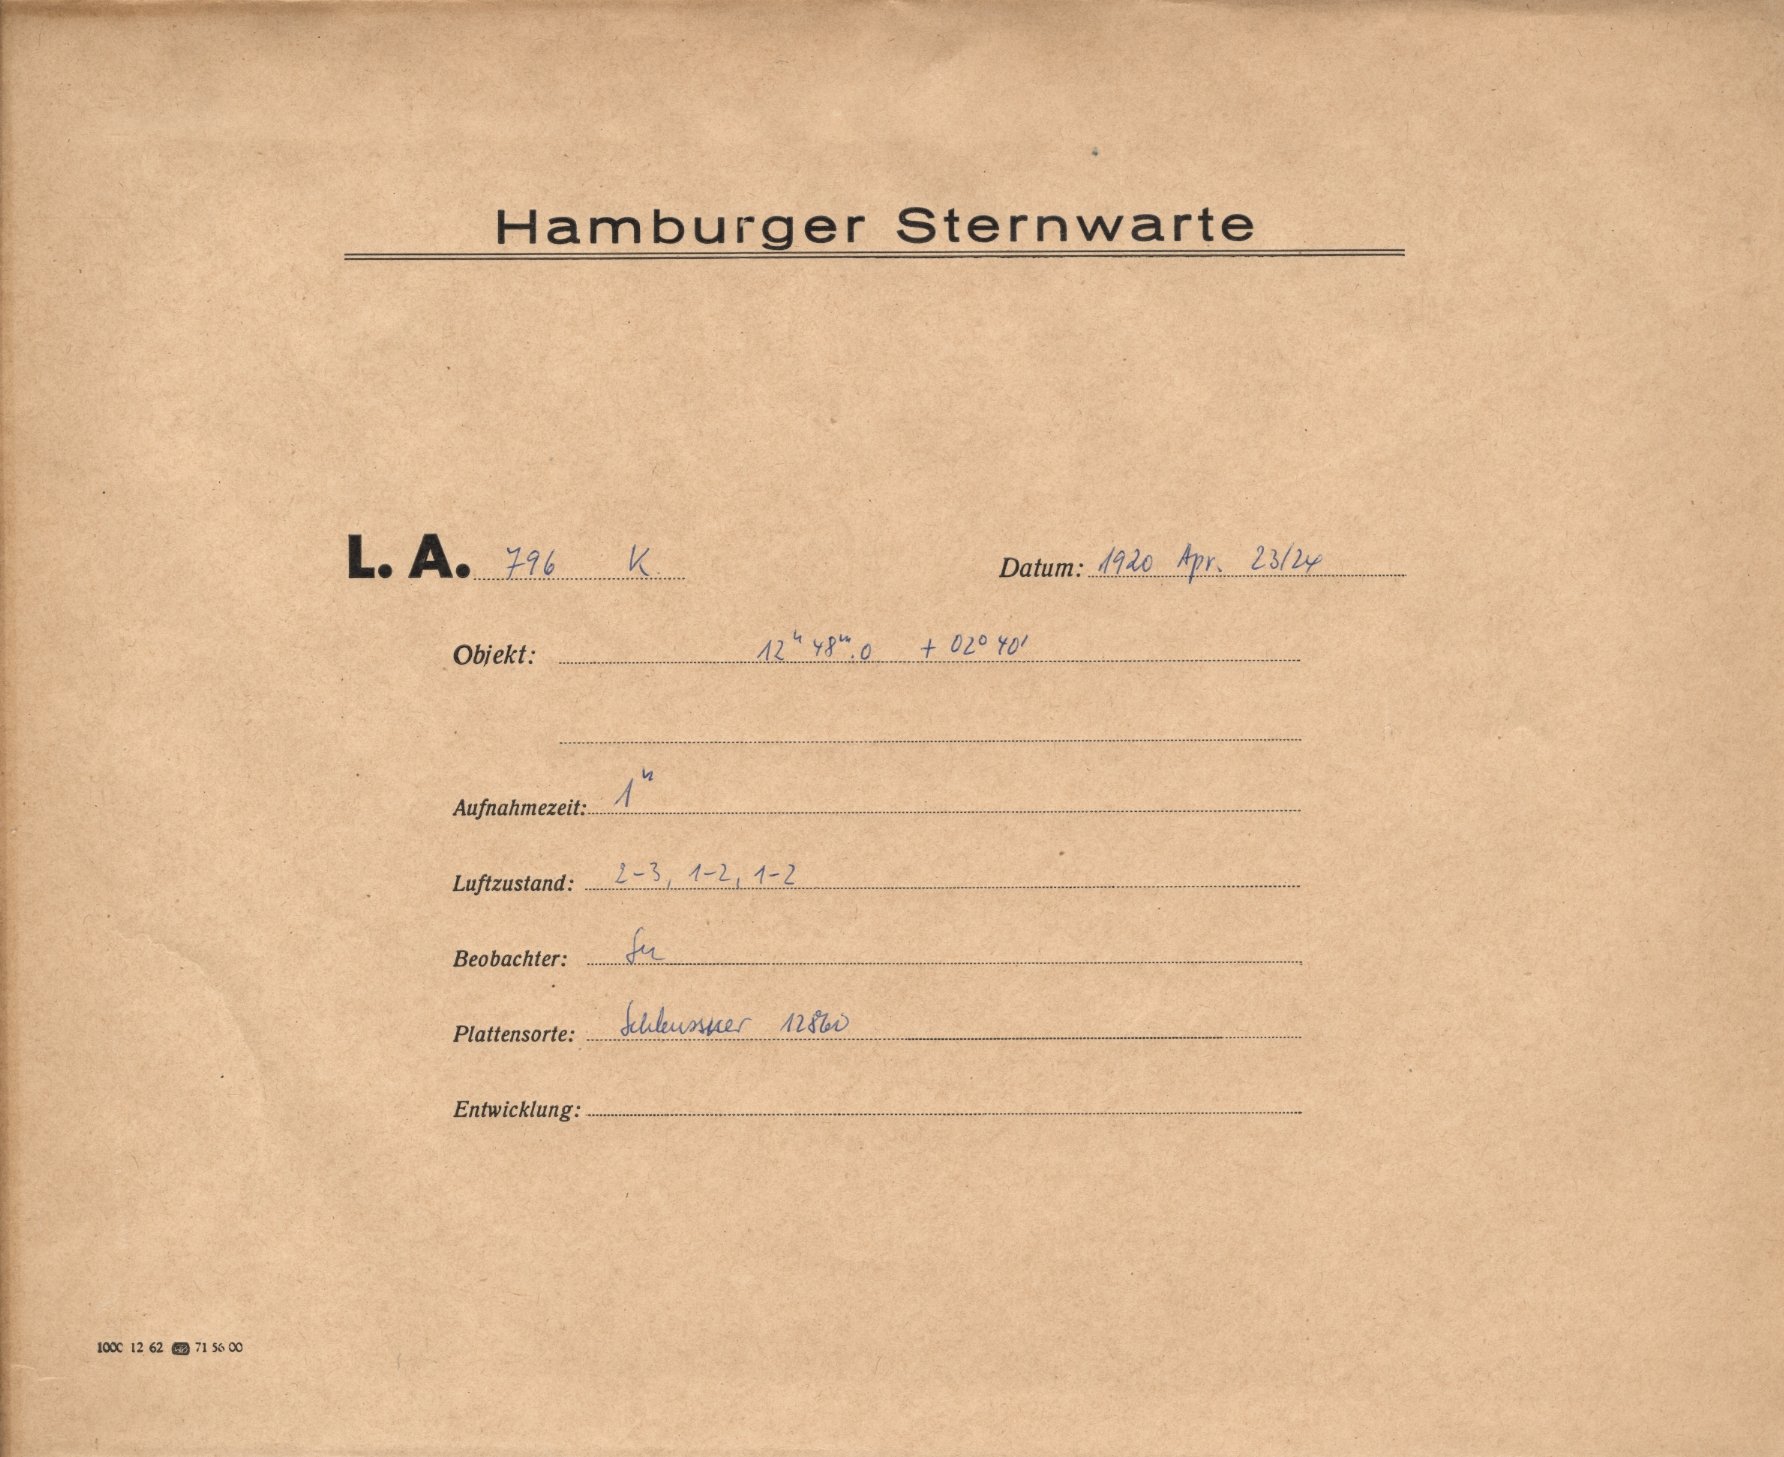 Hamburger Sternwarte
L. A. 796 K Datum: 1920 Apr. 23/24
Objekt: 12ʰ 48ᵐ.0 + 02° 40'
Aufnahmezeit: 1ʰ
Luftzustand: 2-3, 1-2, 1-2
Beobachter:
Plattensorte: Schleussner 12860
Entwicklung:
1000 12 62 71 56 00